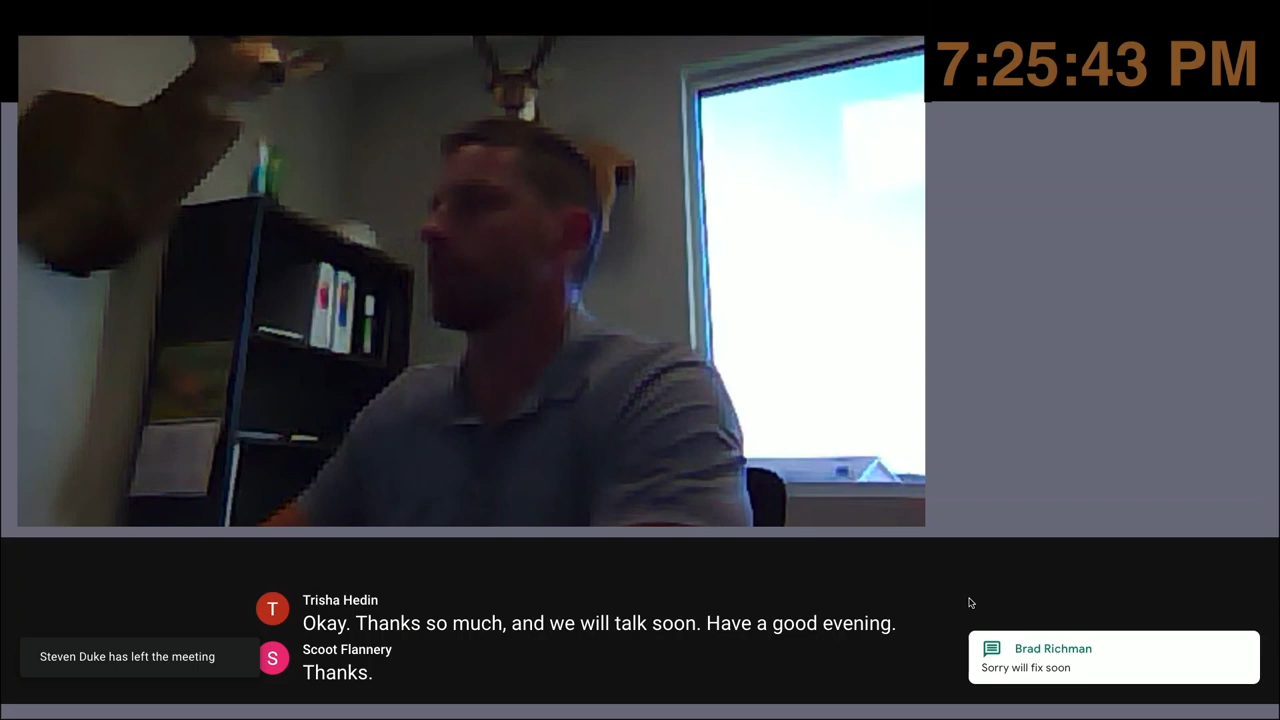 7:25:43 PM
T
Trisha Hedin
Okay. Thanks so much, and we will talk soon. Have a good evening.
Steven Duke has left the meeting
S
Scoot Flannery
Thanks.
Brad Richman
Sorry will fix soon